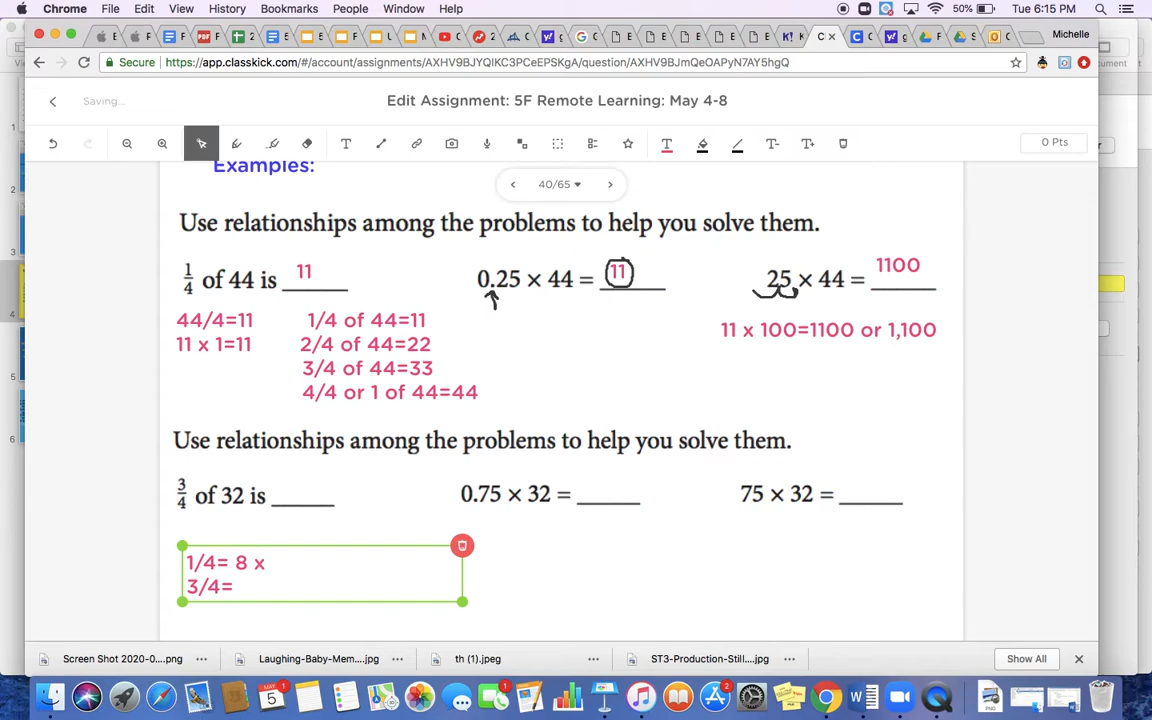 Chrome File Edit View History Bookmarks People Window Help 50% Tue 6:15 PM
Michelle
Secure https://app.classkick.com/#/account/assignments/AXHV9BJYQIKC3PCeEPSKgA/question/AXHV9BJmQeOAPyN7AY5hgQ
Saving... Edit Assignment: 5F Remote Learning: May 4-8
T T T- T+ 0 Pts
Examples:
40/65
Use relationships among the problems to help you solve them.
1/4 of 44 is 11 0.25 × 44 = 11 25 × 44 = 1100
44/4=11 1/4 of 44=11 11 x 100=1100 or 1,100
11 x 1=11 2/4 of 44=22
3/4 of 44=33
4/4 or 1 of 44=44
Use relationships among the problems to help you solve them.
3/4 of 32 is 0.75 × 32 = 75 × 32 =
1/4= 8 x
3/4=
Screen Shot 2020-0....png Laughing-Baby-Mem....jpg th (1).jpeg ST3-Production-Still....jpg Show All